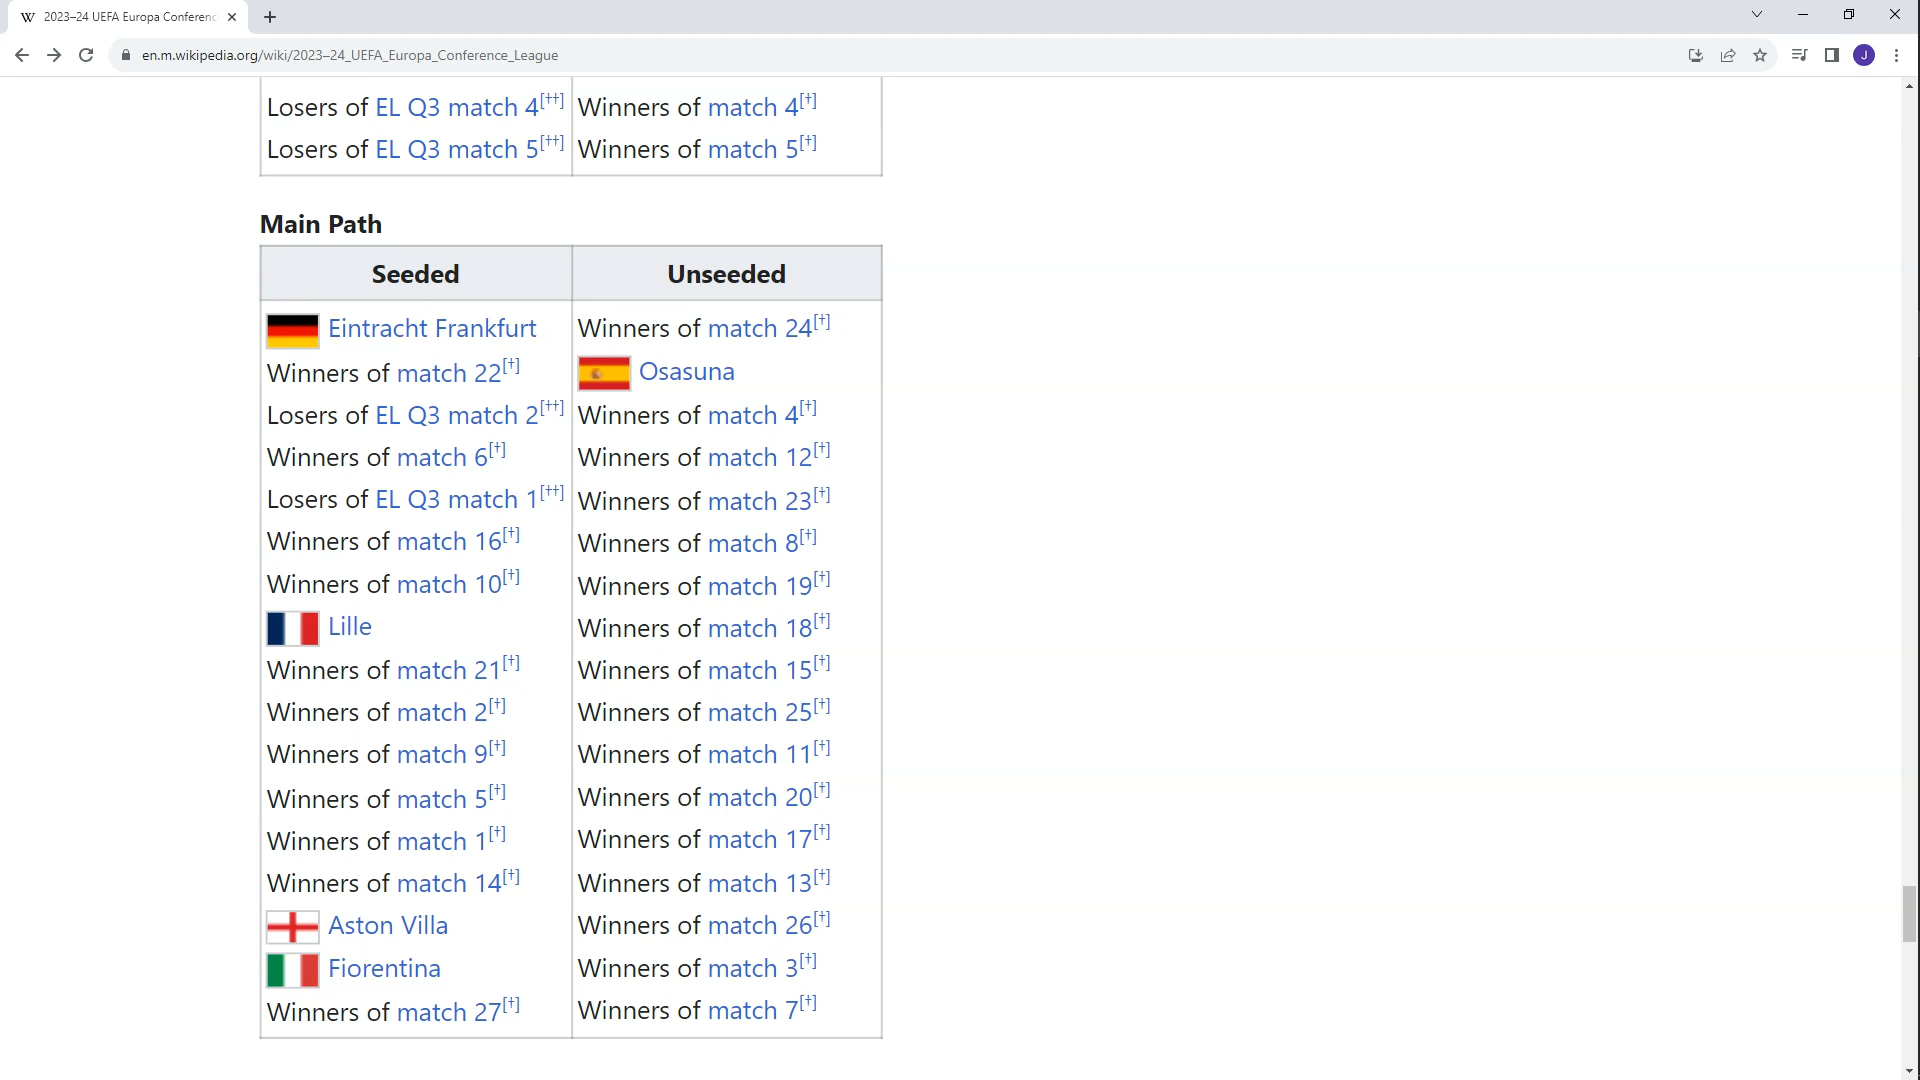 2023–24 UEFA Europa Conferenc
en.m.wikipedia.org/wiki/2023–24_UEFA_Europa_Conference_League
J
Losers of EL Q3 match 4[††] Winners of match 4[†]
Losers of EL Q3 match 5[††] Winners of match 5[†]
Main Path
Seeded Unseeded
Eintracht Frankfurt Winners of match 24[†]
Winners of match 22[†] Osasuna
Losers of EL Q3 match 2[††] Winners of match 4[†]
Winners of match 6[†] Winners of match 12[†]
Losers of EL Q3 match 1[††] Winners of match 23[†]
Winners of match 16[†] Winners of match 8[†]
Winners of match 10[†] Winners of match 19[†]
Lille Winners of match 18[†]
Winners of match 21[†] Winners of match 15[†]
Winners of match 2[†] Winners of match 25[†]
Winners of match 9[†] Winners of match 11[†]
Winners of match 5[†] Winners of match 20[†]
Winners of match 1[†] Winners of match 17[†]
Winners of match 14[†] Winners of match 13[†]
Aston Villa Winners of match 26[†]
Fiorentina Winners of match 3[†]
Winners of match 27[†] Winners of match 7[†]